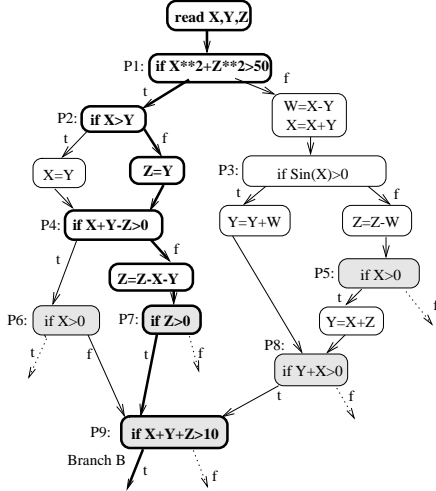 read X,Y,Z
P1: if X**2+Z**2>50
t f
P2: if X>Y
W=X-Y
X=X+Y
t f
X=Y
Z=Y
P3: if Sin(X)>0
t f
P4: if X+Y-Z>0
Y=Y+W
Z=Z-W
t f
Z=Z-X-Y
P5: if X>0
t f
P6: if X>0
P7: if Z>0
Y=X+Z
t f t f
P8: if Y+X>0
t f
P9: if X+Y+Z>10
Branch B
t f